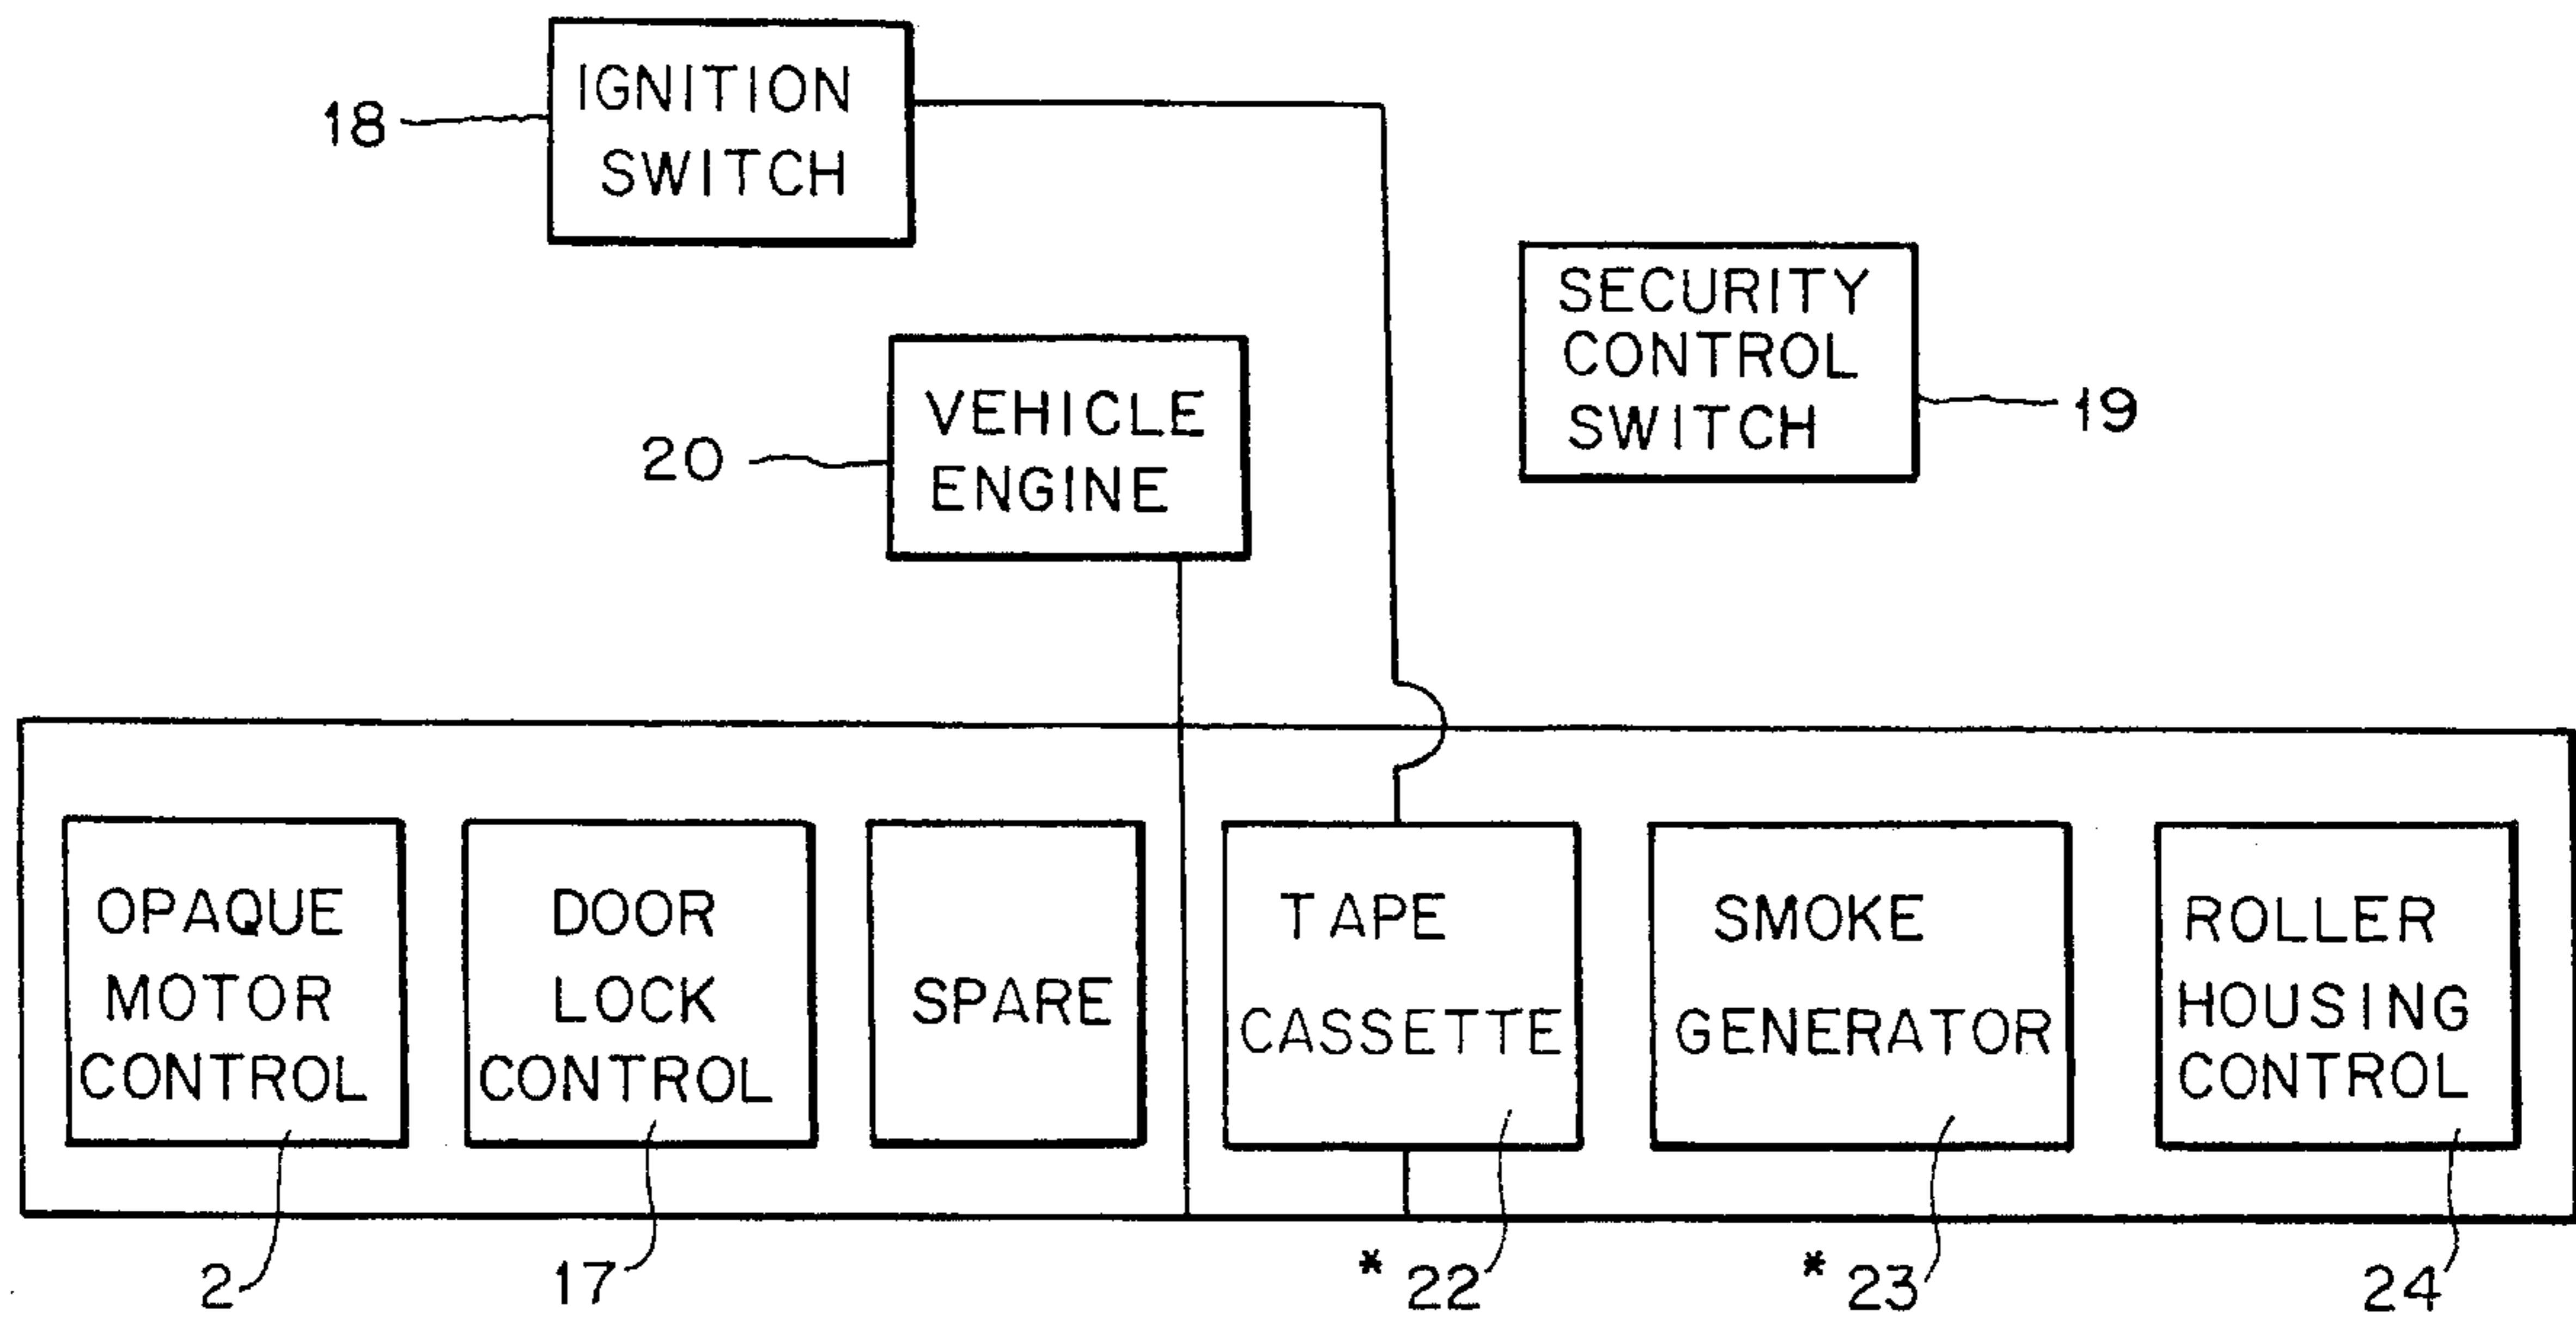 IGNITION
SWITCH
18
SECURITY
CONTROL
SWITCH
19
VEHICLE
ENGINE
20
OPAQUE
MOTOR
CONTROL
DOOR
LOCK
CONTROL
SPARE
TAPE
CASSETTE
SMOKE
GENERATOR
ROLLER
HOUSING
CONTROL
2
17
* 22
* 23
24